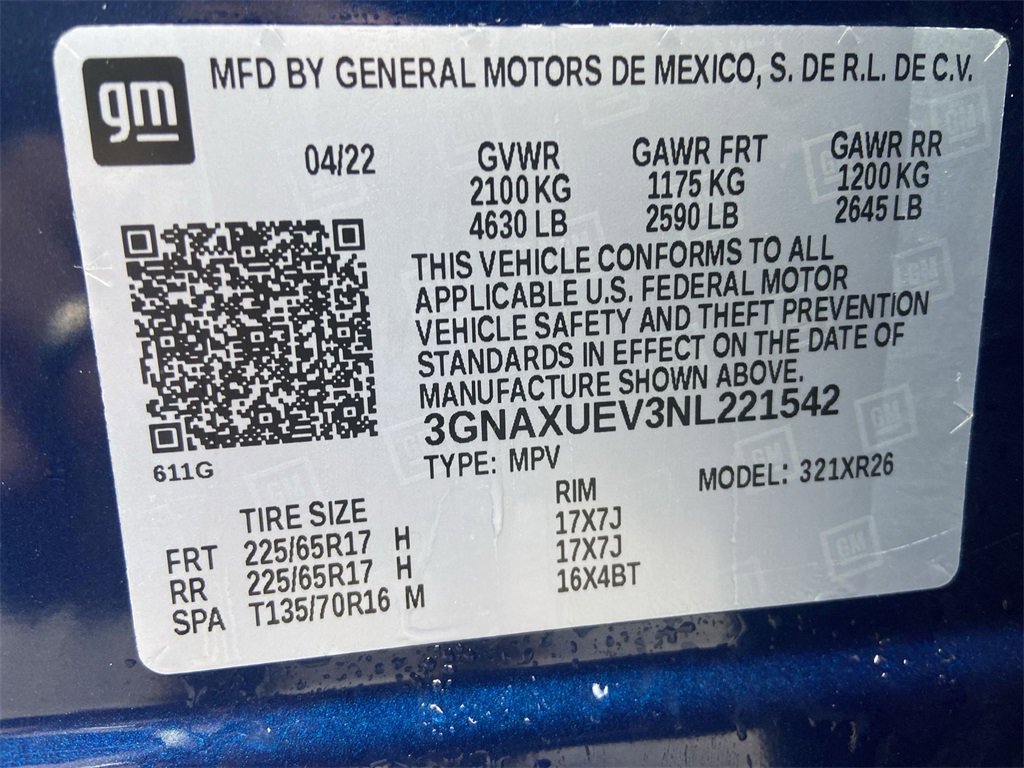 gm
MFD BY GENERAL MOTORS DE MEXICO, S. DE R.L. DE C.V.
04/22
GVWR
2100 KG
4630 LB
GAWR FRT
1175 KG
2590 LB
GAWR RR
1200 KG
2645 LB
THIS VEHICLE CONFORMS TO ALL
APPLICABLE U.S. FEDERAL MOTOR
VEHICLE SAFETY AND THEFT PREVENTION
STANDARDS IN EFFECT ON THE DATE OF
MANUFACTURE SHOWN ABOVE.
3GNAXUEV3NL221542
611G
TYPE: MPV MODEL: 321XR26
TIRE SIZE RIM
FRT 225/65R17 H 17X7J
RR 225/65R17 H 17X7J
SPA T135/70R16 M 16X4BT